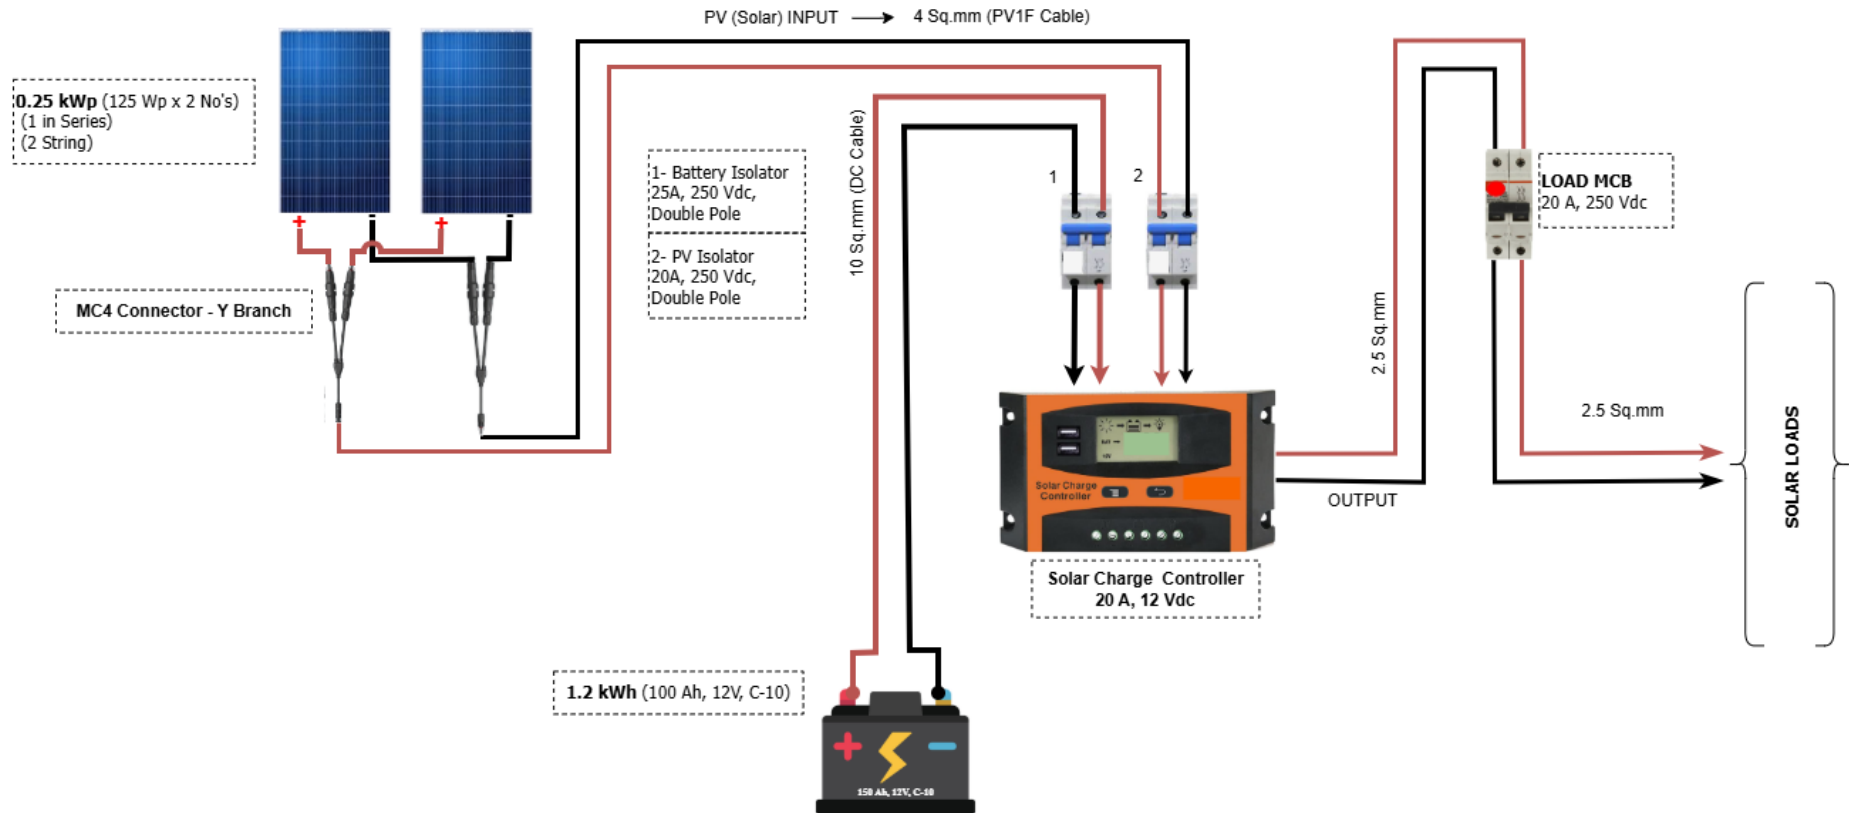 PV (Solar) INPUT 4 Sq.mm (PV1F Cable)
0.25 kWp (125 Wp x 2 No's)
(1 in Series)
(2 String)
MC4 Connector - Y Branch
1- Battery Isolator
25A, 250 Vdc,
Double Pole
2- PV Isolator
20A, 250 Vdc,
Double Pole
10 Sq.mm (DC Cable)
1
2
LOAD MCB
20 A, 250 Vdc
2.5 Sq.mm
2.5 Sq.mm
SOLAR LOADS
OUTPUT
Solar Charge
Controller
Solar Charge Controller
20 A, 12 Vdc
1.2 kWh (100 Ah, 12V, C-10)
+
-
150 Ah, 12V, C-10